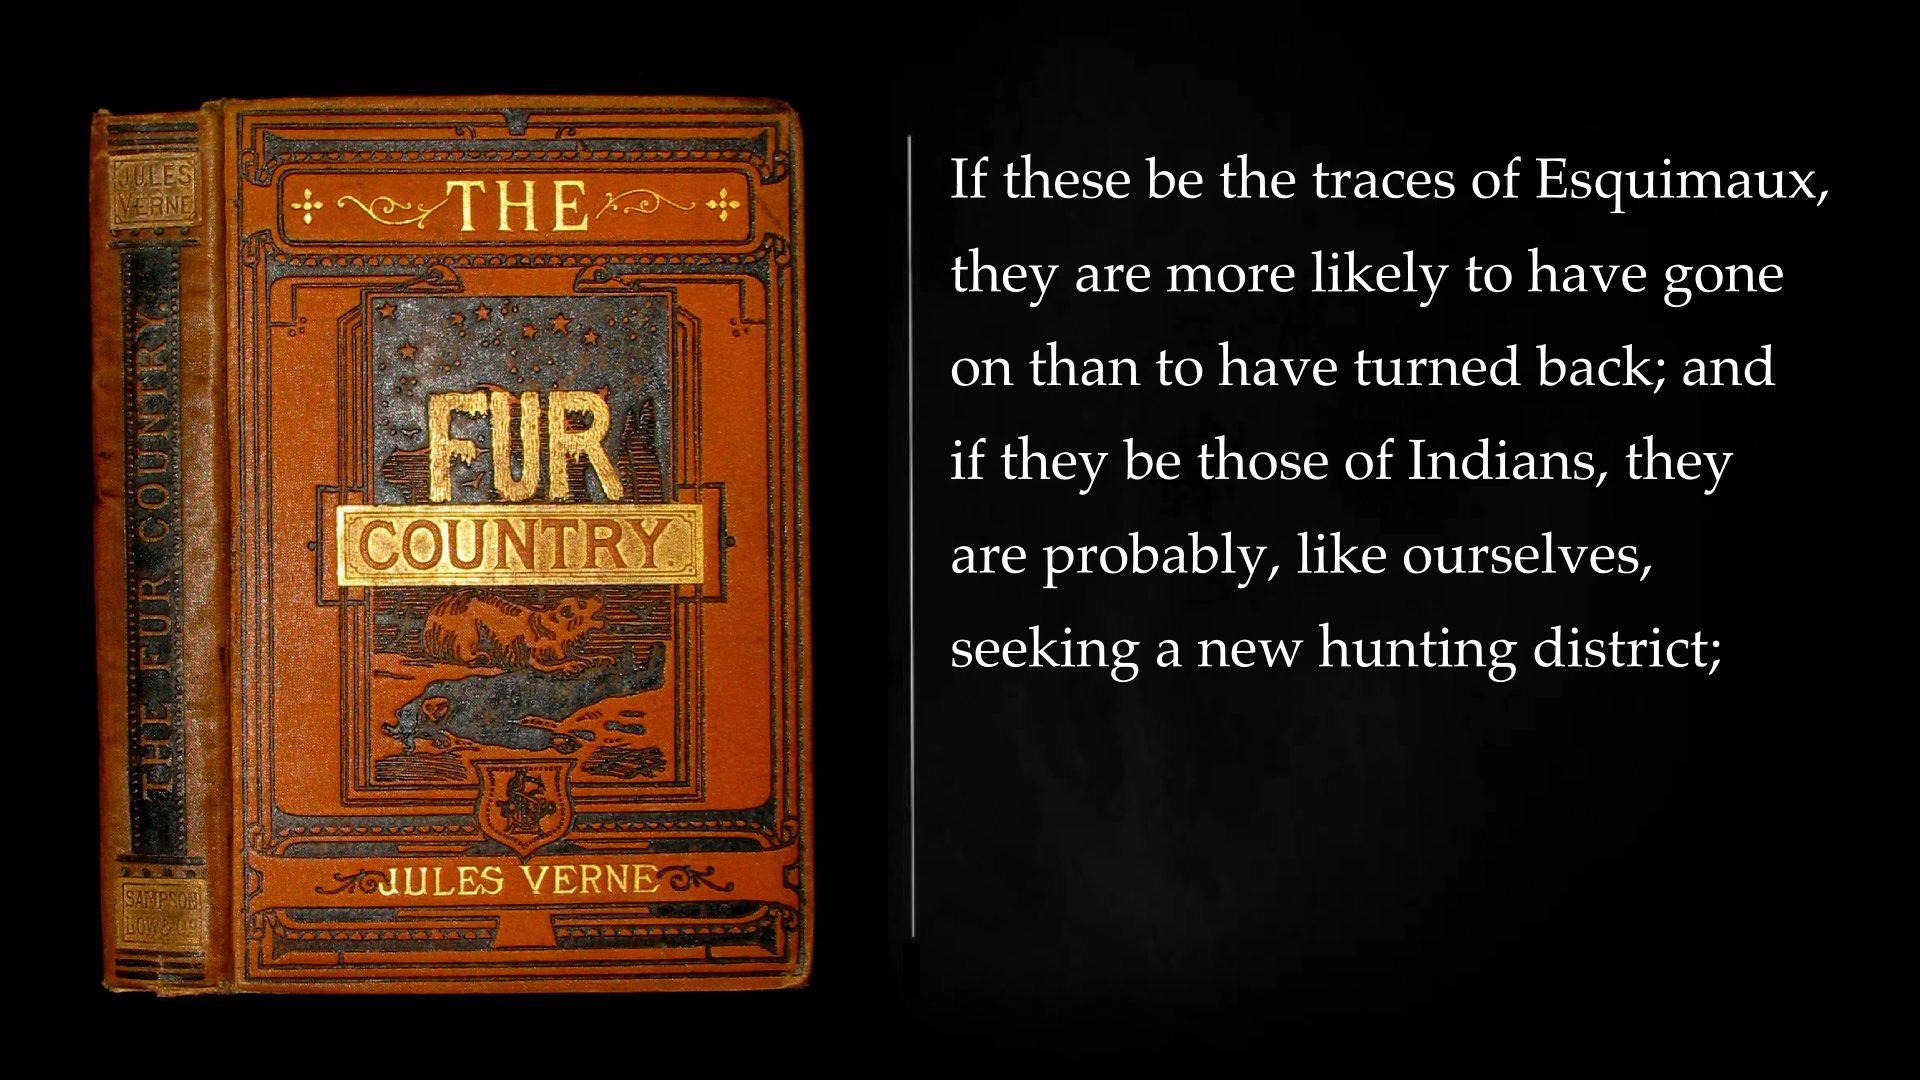 JULES
VERNE
THE FUR COUNTRY.
SAMPSON
LOW & Co
THE
FUR
COUNTRY.
JULES VERNE
If these be the traces of Esquimaux,
they are more likely to have gone
on than to have turned back; and
if they be those of Indians, they
are probably, like ourselves,
seeking a new hunting district;